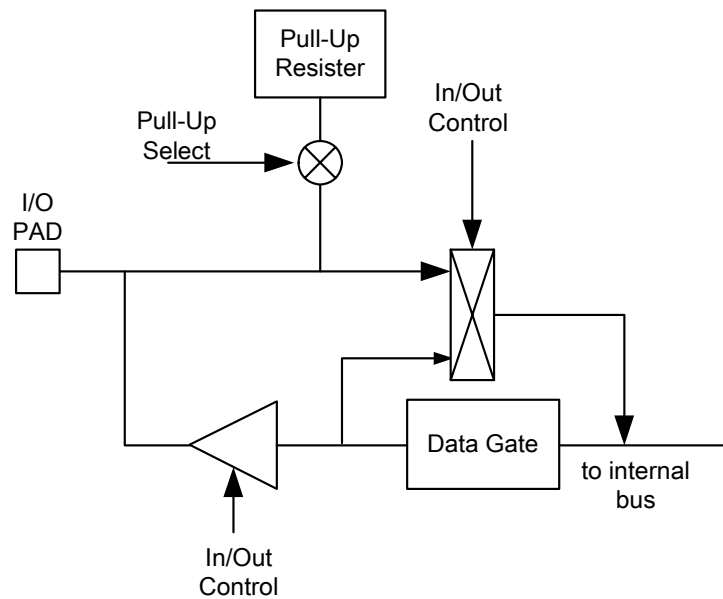 Pull-Up
Resister
In/Out
Control
Pull-Up
Select
I/O
PAD
Data Gate
to internal
bus
In/Out
Control